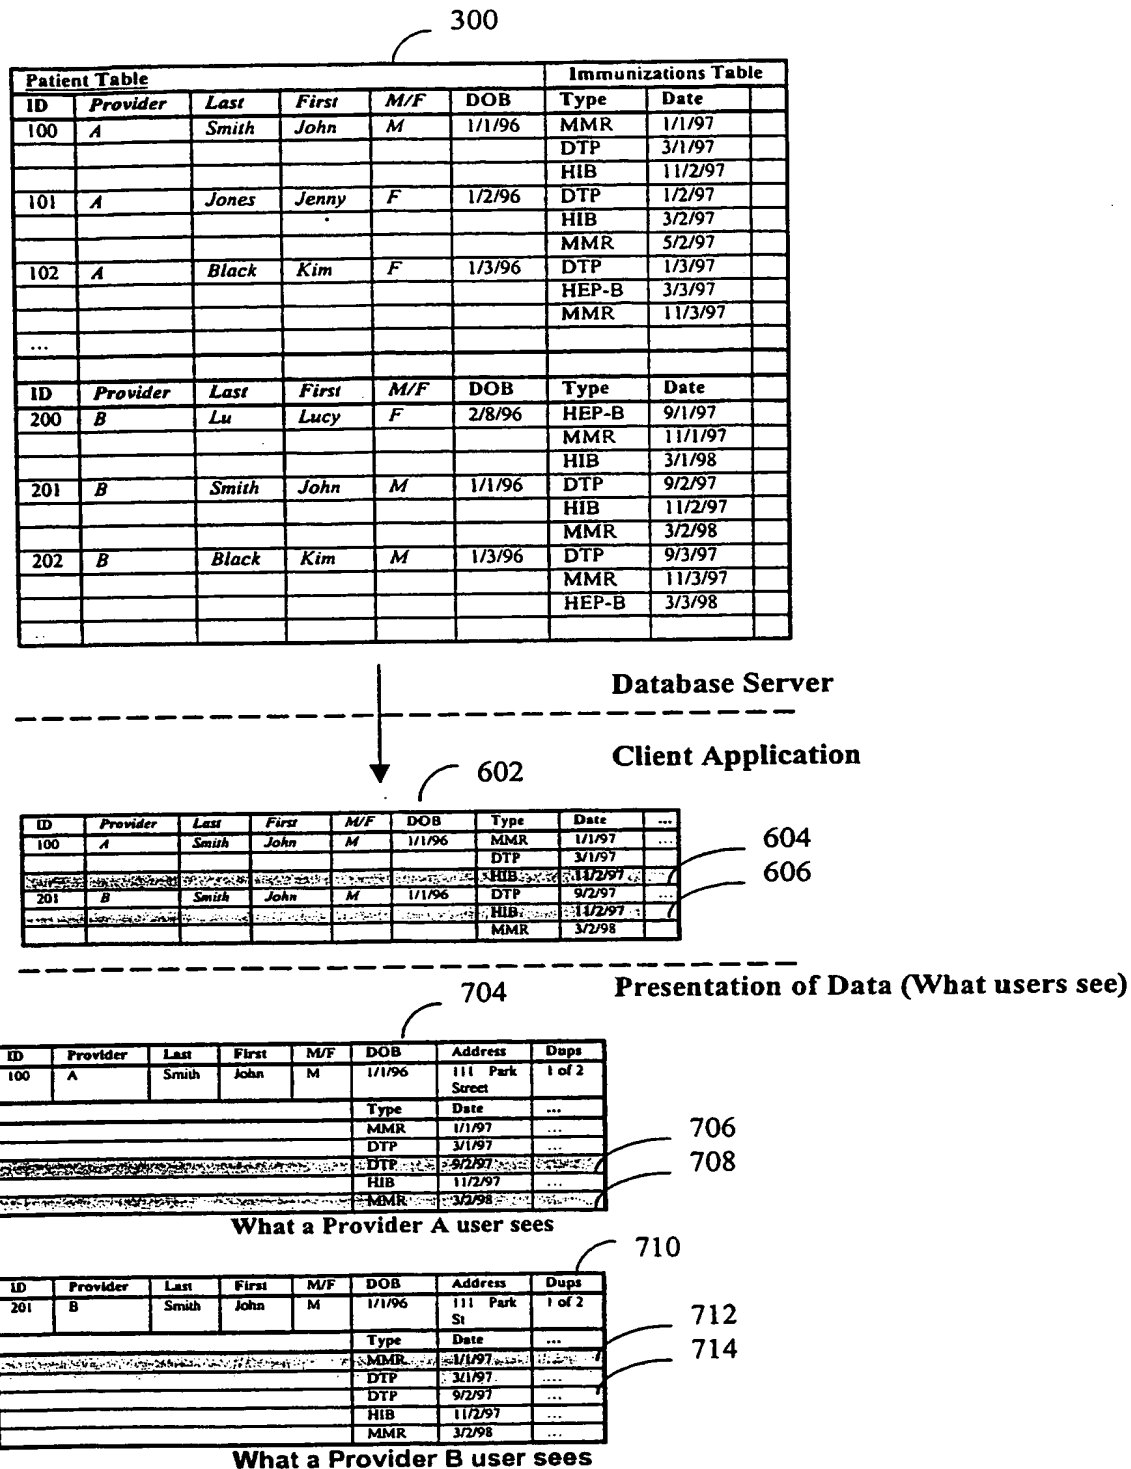 300
Patient Table Immunizations Table
ID Provider Last First M/F DOB Type Date
100 A Smith John M 1/1/96 MMR 1/1/97
DTP 3/1/97
HIB 11/2/97
101 A Jones Jenny F 1/2/96 DTP 1/2/97
HIB 3/2/97
MMR 5/2/97
102 A Black Kim F 1/3/96 DTP 1/3/97
HEP-B 3/3/97
MMR 11/3/97
...
ID Provider Last First M/F DOB Type Date
200 B Lu Lucy F 2/8/96 HEP-B 9/1/97
MMR 11/1/97
HIB 3/1/98
201 B Smith John M 1/1/96 DTP 9/2/97
HIB 11/2/97
MMR 3/2/98
202 B Black Kim M 1/3/96 DTP 9/3/97
MMR 11/3/97
HEP-B 3/3/98
...
Database Server
Client Application
602
ID Provider Last First M/F DOB Type Date ...
100 A Smith John M 1/1/96 MMR 1/1/97 ...
DTP 3/1/97
604
HIB 11/2/97
606
201 B Smith John M 1/1/96 DTP 9/2/97 ...
HIB 11/2/97
MMR 3/2/98
Presentation of Data (What users see)
704
ID Provider Last First M/F DOB Address Dups
100 A Smith John M 1/1/96 111 Park Street 1 of 2
Type Date ...
MMR 1/1/97 ...
706
DTP 3/1/97 ...
708
DTP 9/2/97
HIB 11/2/97 ...
MMR 3/2/98
What a Provider A user sees
710
ID Provider Last First M/F DOB Address Dups
201 B Smith John M 1/1/96 111 Park St 1 of 2
712
Type Date ...
714
MMR 1/1/97
DTP 3/1/97 ....
DTP 9/2/97 ...
HIB 11/2/97 ...
MMR 3/2/98 ...
What a Provider B user sees